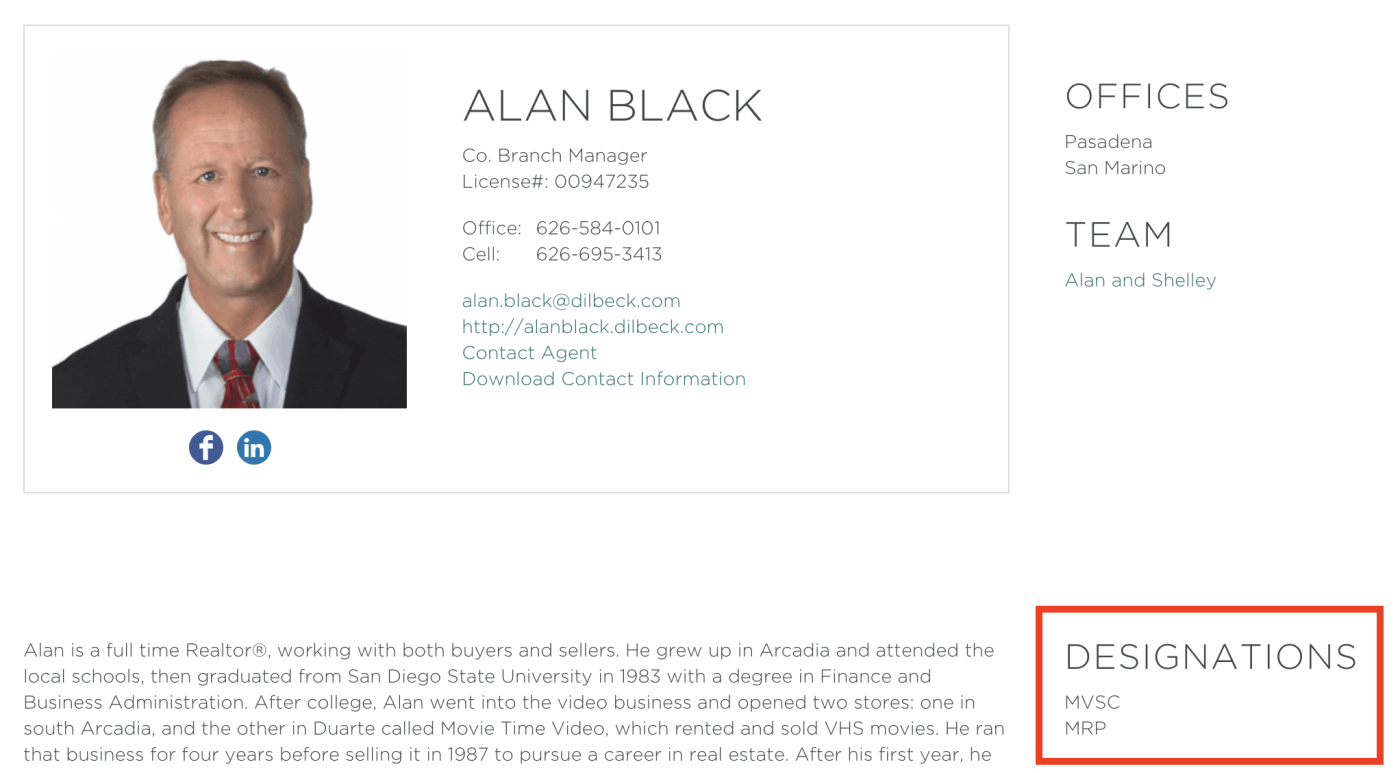 ALAN BLACK
Co. Branch Manager
License#: 00947235
Office: 626-584-0101
Cell: 626-695-3413
alan.black@dilbeck.com
http://alanblack.dilbeck.com
Contact Agent
Download Contact Information
f in
OFFICES
Pasadena
San Marino
TEAM
Alan and Shelley
Alan is a full time Realtor®, working with both buyers and sellers. He grew up in Arcadia and attended the
local schools, then graduated from San Diego State University in 1983 with a degree in Finance and
Business Administration. After college, Alan went into the video business and opened two stores: one in
south Arcadia, and the other in Duarte called Movie Time Video, which rented and sold VHS movies. He ran
that business for four years before selling it in 1987 to pursue a career in real estate. After his first year, he
DESIGNATIONS
MVSC
MRP